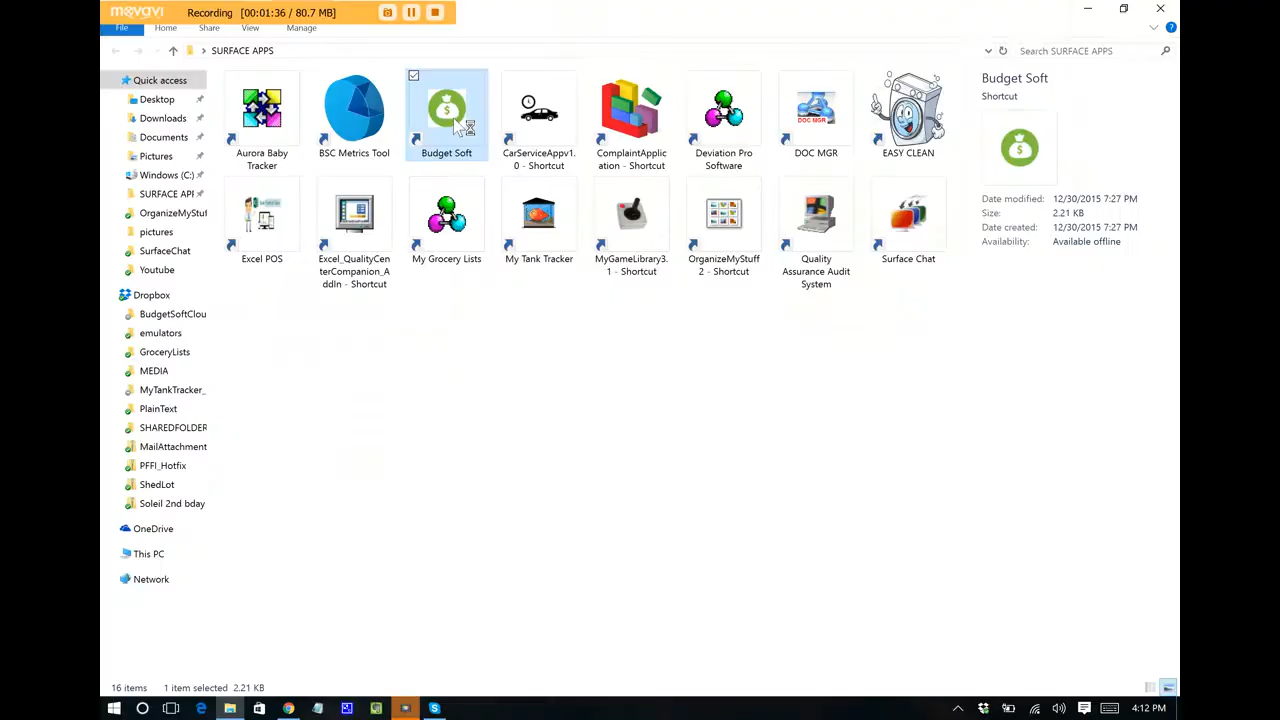 movavi
Recording [00:01:36 / 80.7 MB]
File Home Share View Manage
SURFACE APPS
Search SURFACE APPS
Quick access
Desktop
Downloads
Documents
Pictures
Windows (C:)
SURFACE APP
OrganizeMyStuf
pictures
SurfaceChat
Youtube
Dropbox
BudgetSoftClou
emulators
GroceryLists
MEDIA
MyTankTracker_
PlainText
SHAREDFOLDER
MailAttachment
PFFI_Hotfix
ShedLot
Soleil 2nd bday
OneDrive
This PC
Network
Aurora Baby
Tracker
BSC Metrics Tool
Budget Soft
CarServiceAppv1.
0 - Shortcut
ComplaintApplic
ation - Shortcut
Deviation Pro
Software
DOC MGR
DOC MGR
EASY CLEAN
Excel POS
Excel_QualityCen
terCompanion_A
ddIn - Shortcut
My Grocery Lists
My Tank Tracker
MyGameLibrary3.
1 - Shortcut
OrganizeMyStuff
2 - Shortcut
Quality
Assurance Audit
System
Surface Chat
Budget Soft
Shortcut
Date modified: 12/30/2015 7:27 PM
Size: 2.21 KB
Date created: 12/30/2015 7:27 PM
Availability: Available offline
16 items 1 item selected 2.21 KB
4:12 PM